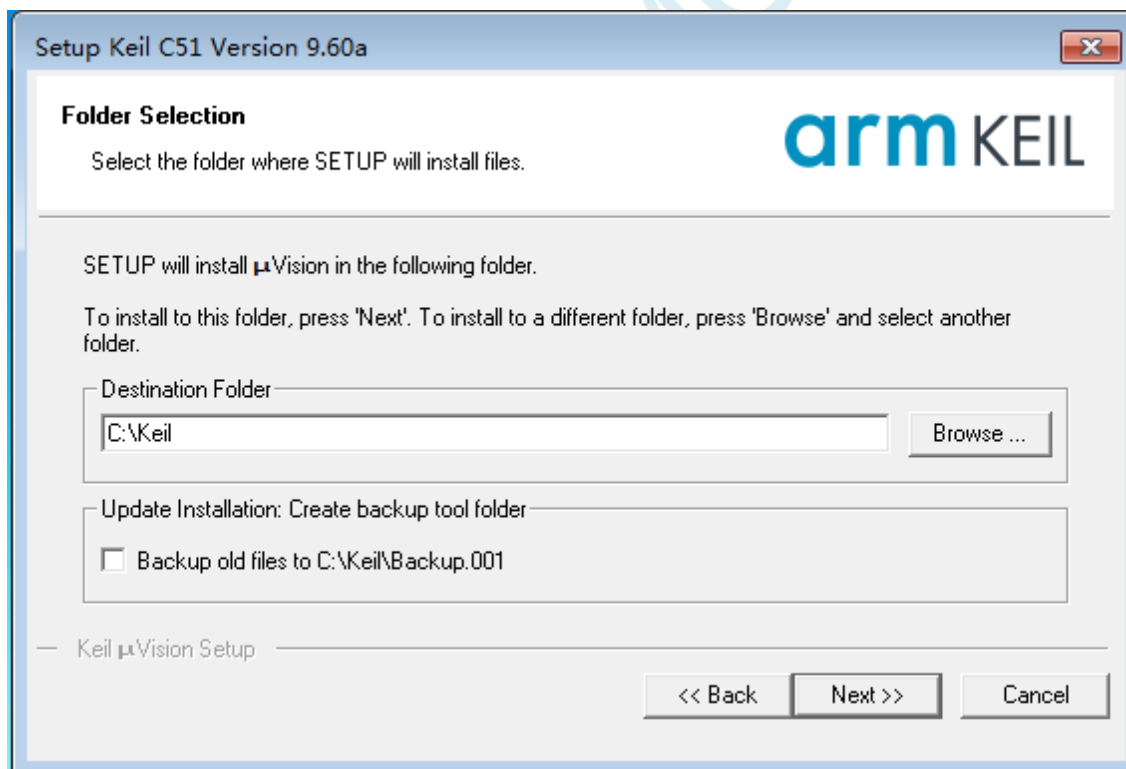 Setup Keil C51 Version 9.60a
Folder Selection
Select the folder where SETUP will install files.
arm KEIL
SETUP will install µVision in the following folder.
To install to this folder, press 'Next'. To install to a different folder, press 'Browse' and select another
folder.
Destination Folder
C:\Keil
Browse ...
Update Installation: Create backup tool folder
Backup old files to C:\Keil\Backup.001
Keil µVision Setup
<< Back
Next >>
Cancel